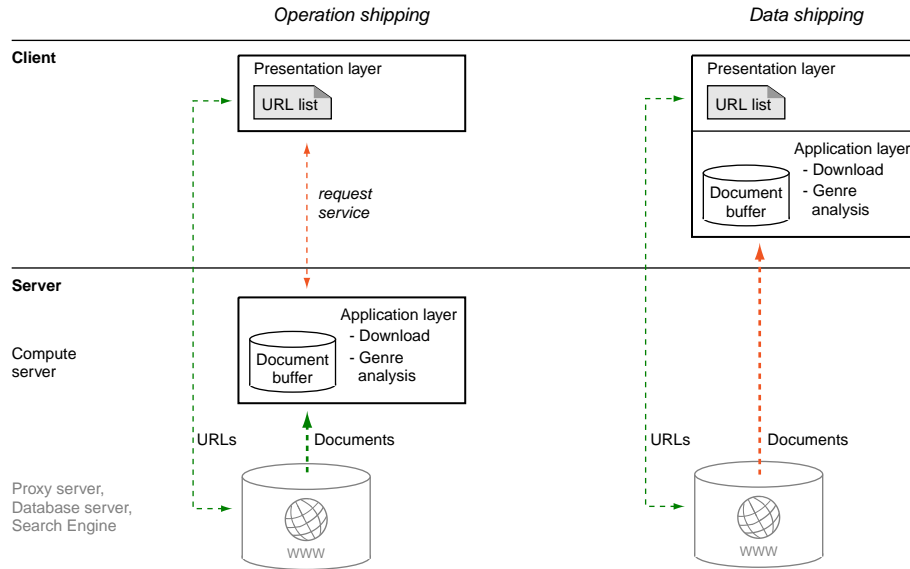 Operation shipping
Data shipping
Client
Presentation layer
URL list
request
service
Presentation layer
URL list
Application layer
- Download
- Genre
analysis
Document
buffer
Server
Compute
server
Application layer
- Download
- Genre
analysis
Document
buffer
URLs
Documents
URLs
Documents
Proxy server,
Database server,
Search Engine
WWW
WWW